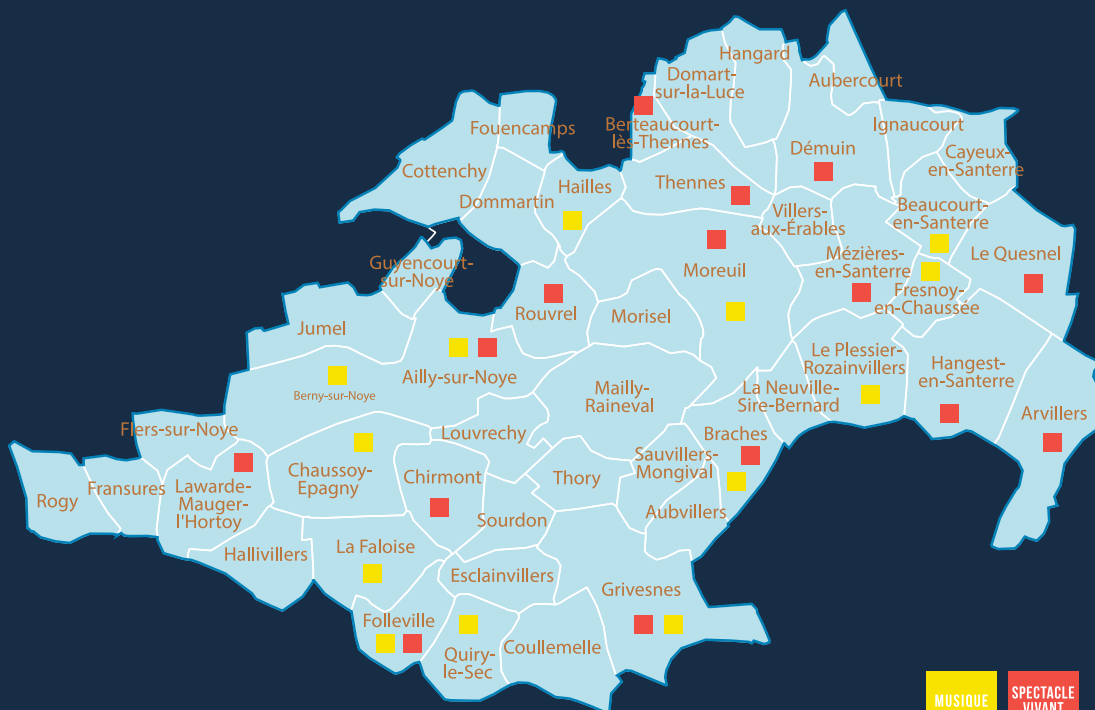 Hangard
Domart-
sur-la-Luce
Aubercourt
Fouencamps
Berteaucourt-
lès-Thennes
Ignaucourt
Démuin
Cayeux-
en-Santerre
Cottenchy
Hailles
Thennes
Dommartin
Villers-
aux-Érables
Beaucourt-
en-Santerre
Guyencourt-
sur-Noye
Moreuil
Mézières-
en-Santerre
Le Quesnel
Fresnoy-
en-Chaussée
Jumel
Rouvrel
Morisel
Ailly-sur-Noye
Berny-sur-Noye
Mailly-
Raineval
Le Plessier-
Rozainvillers
La Neuville-
Sire-Bernard
Hangest-
en-Santerre
Arvillers
Flers-sur-Noye
Louvrechy
Braches
Sauvillers-
Mongival
Rogy
Fransures
Lawarde-
Mauger-
l'Hortoy
Chaussoy-
Epagny
Chirmont
Thory
Aubvillers
Sourdon
Hallivillers
La Faloise
Esclainvillers
Grivesnes
Folleville
Quiry-
le-Sec
Coullemelle
MUSIQUE
SPECTACLE
VIVANT